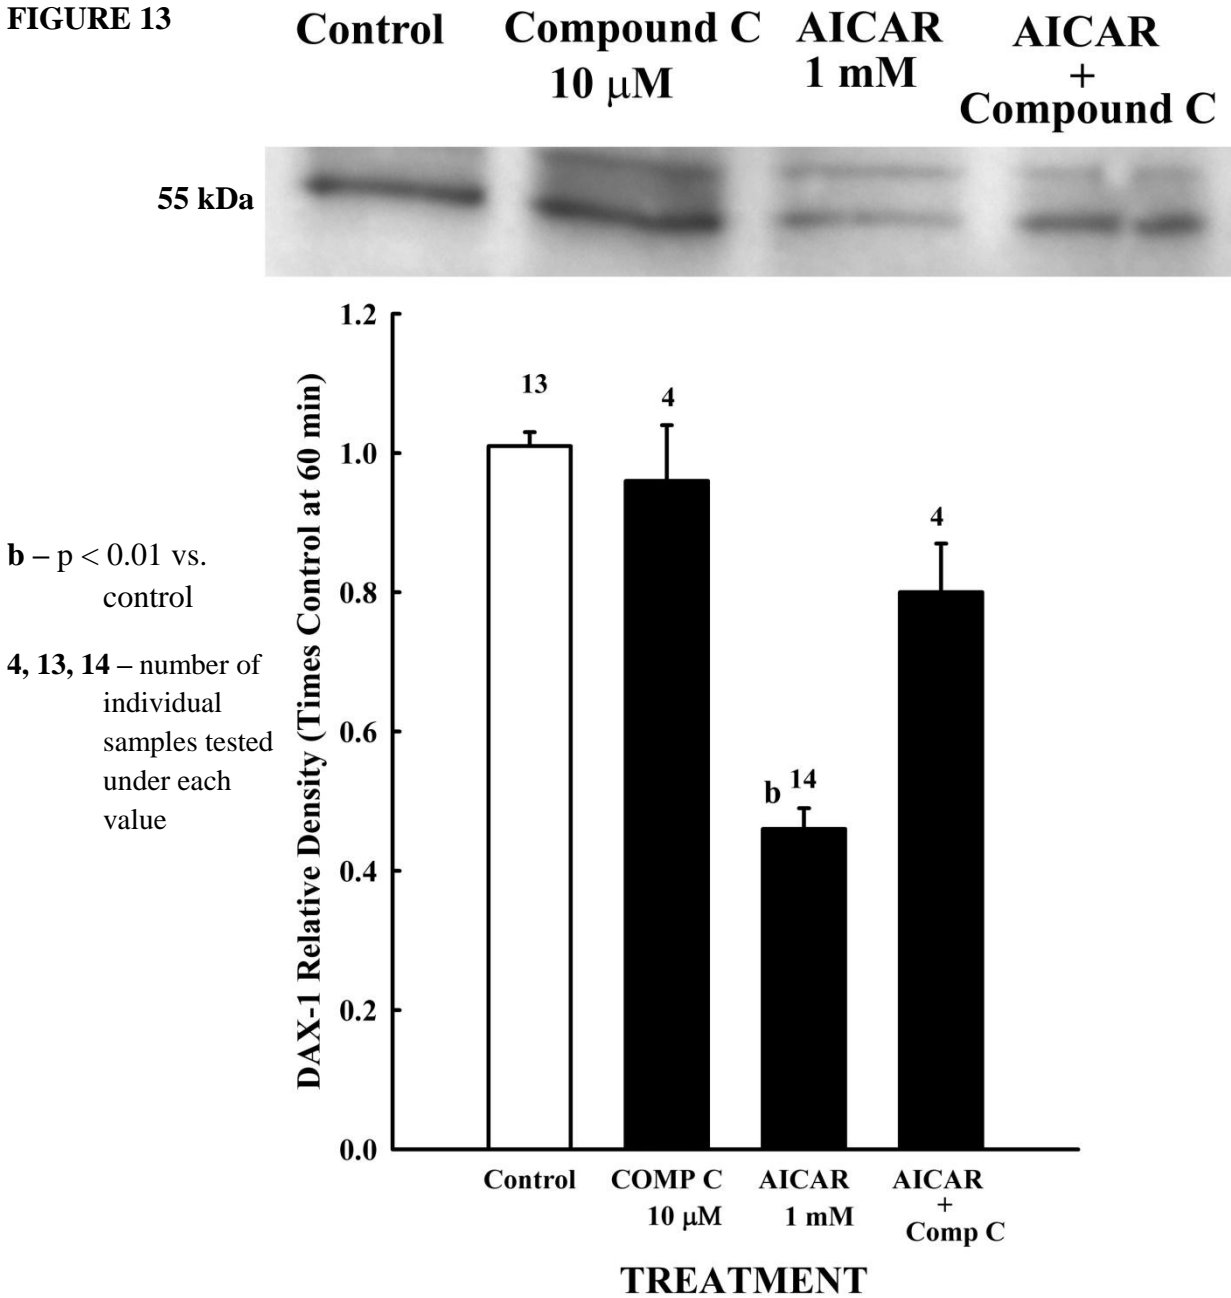 FIGURE 13
Control
Compound C
10 μM
AICAR
1 mM
AICAR
+
Compound C
55 kDa
DAX-1 Relative Density (Times Control at 60 min)
1.2
1.0
0.8
0.6
0.4
0.2
0.0
13
4
b 14
4
b – p < 0.01 vs.
control
4, 13, 14 – number of
individual
samples tested
under each
value
Control
COMP C
10 μM
AICAR
1 mM
AICAR
+
Comp C
TREATMENT